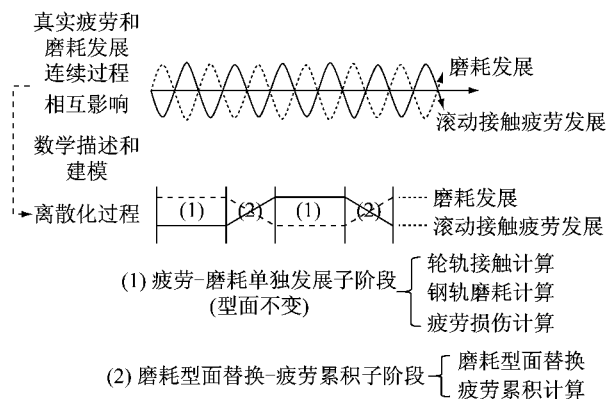 真实疲劳和
磨耗发展
连续过程
相互影响
磨耗发展
滚动接触疲劳发展
数学描述和
建模
离散化过程
(1)
(2)
(1)
(2)
磨耗发展
滚动接触疲劳发展
(1) 疲劳-磨耗单独发展子阶段
(型面不变)
轮轨接触计算
钢轨磨耗计算
疲劳损伤计算
(2) 磨耗型面替换-疲劳累积子阶段
磨耗型面替换
疲劳累积计算